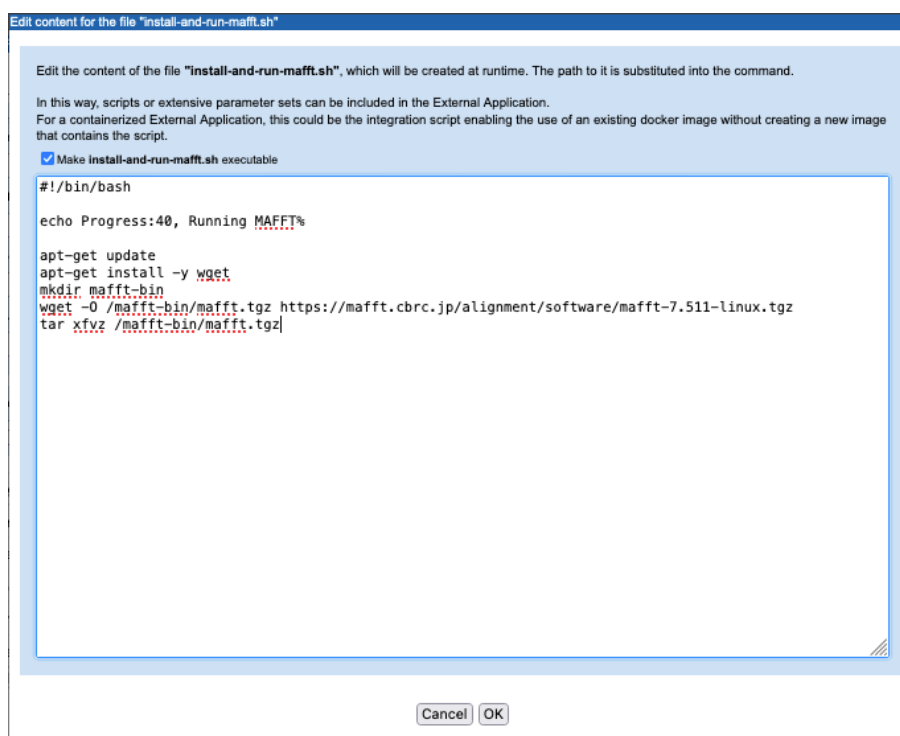 Edit content for the file "install-and-run-mafft.sh"
Edit the content of the file "install-and-run-mafft.sh", which will be created at runtime. The path to it is substituted into the command.
In this way, scripts or extensive parameter sets can be included in the External Application.
For a containerized External Application, this could be the integration script enabling the use of an existing docker image without creating a new image
that contains the script.
Make install-and-run-mafft.sh executable
#!/bin/bash
echo Progress:40, Running MAFFT%
apt-get update
apt-get install -y wget
mkdir mafft-bin
wget -O /mafft-bin/mafft.tgz https://mafft.cbrc.jp/alignment/software/mafft-7.511-linux.tgz
tar xfvz /mafft-bin/mafft.tgz
Cancel OK